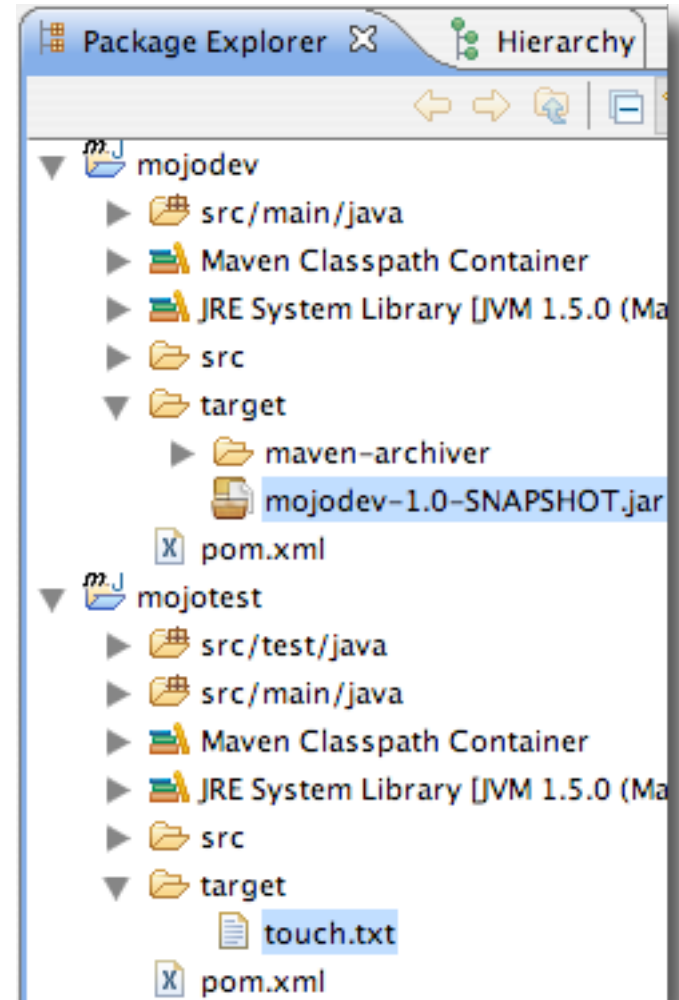 Package Explorer
Hierarchy
mojodev
src/main/java
Maven Classpath Container
JRE System Library [JVM 1.5.0 (Ma
src
target
maven-archiver
mojodev-1.0-SNAPSHOT.jar
pom.xml
mojotest
src/test/java
src/main/java
Maven Classpath Container
JRE System Library [JVM 1.5.0 (Ma
src
target
touch.txt
pom.xml